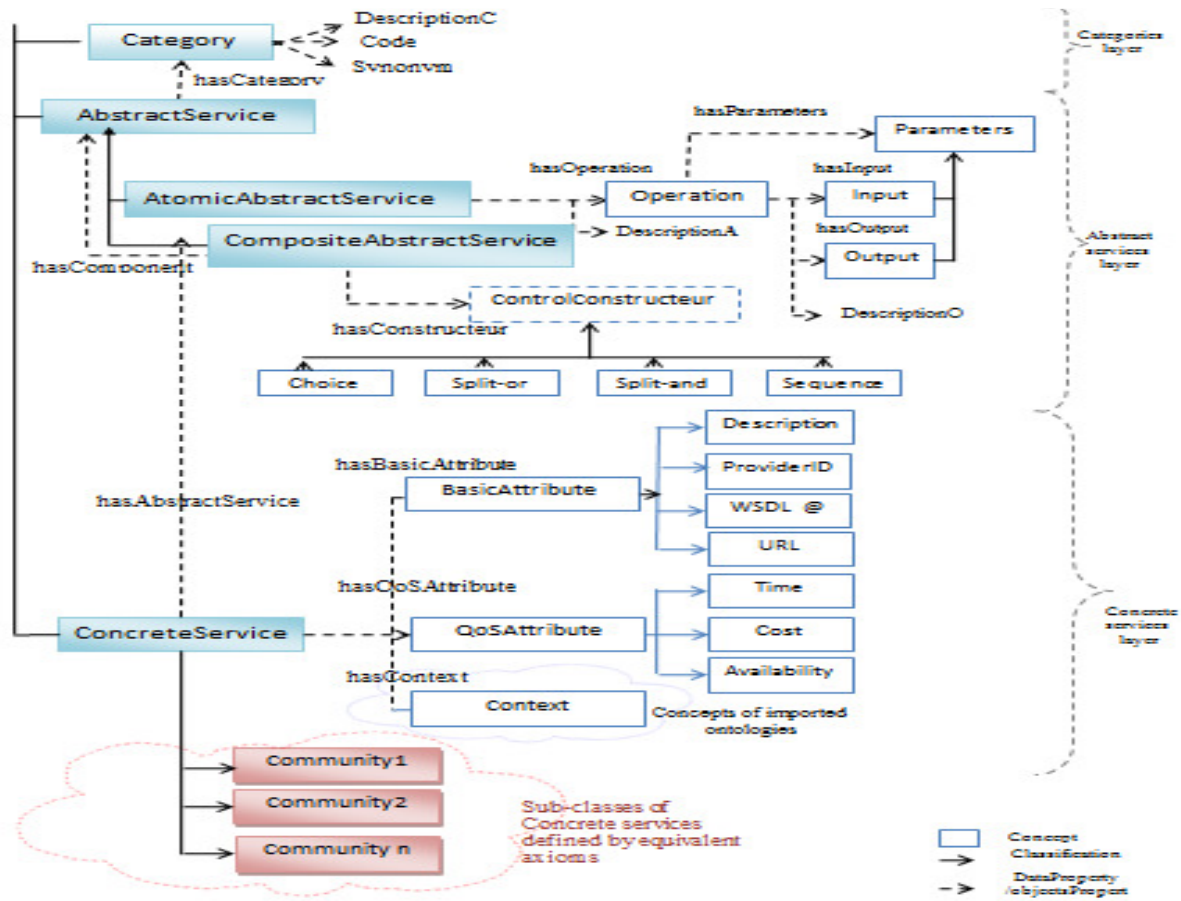 DescriptionC
Category
Code
Synonym
hasCategory
Categories
layer
AbstractService
hasParameters
Parameters
hasOperation
hasInput
AtomicAbstractService
Operation
Input
hasOutput
DescriptionA
CompositeAbstractService
Output
hasComponent
Abstract
services
layer
ControlConstructeur
hasConstructeur
DescriptionO
Choice
Split-or
Split-and
Sequence
Description
hasBasicAttribute
ProviderID
BasicAttribute
hasAbstractService
WSDL @
URL
hasQoSAttribute
Time
ConcreteService
QoSAttribute
Cost
Concrete
services
layer
hasContext
Availability
Context
Concepts of imported
ontologies
Community1
Community2
Community n
Sub-classes of
Concrete services
defined by equivalent
axioms
Concept
Classification
DataProperty
/objectsPropert